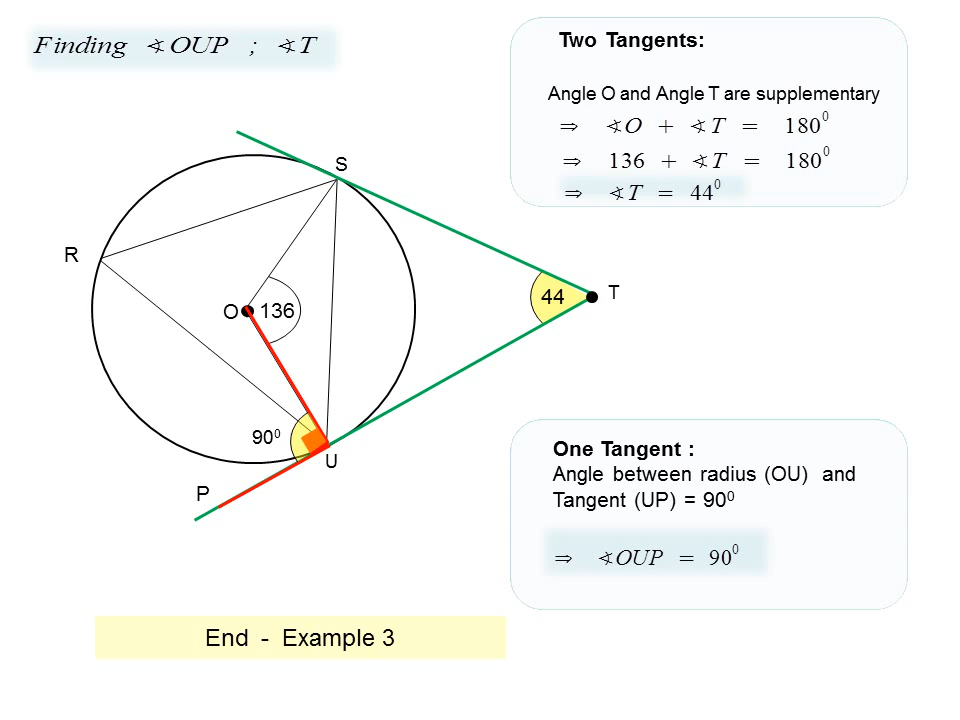 Finding ∢OUP ; ∢T
Two Tangents:
Angle O and Angle T are supplementary
⇒ ∢O + ∢T = 180⁰
⇒ 136 + ∢T = 180⁰
⇒ ∢T = 44⁰
S
R
O
136
44
T
90⁰
U
P
One Tangent :
Angle between radius (OU) and
Tangent (UP) = 90⁰
⇒ ∢OUP = 90⁰
End - Example 3